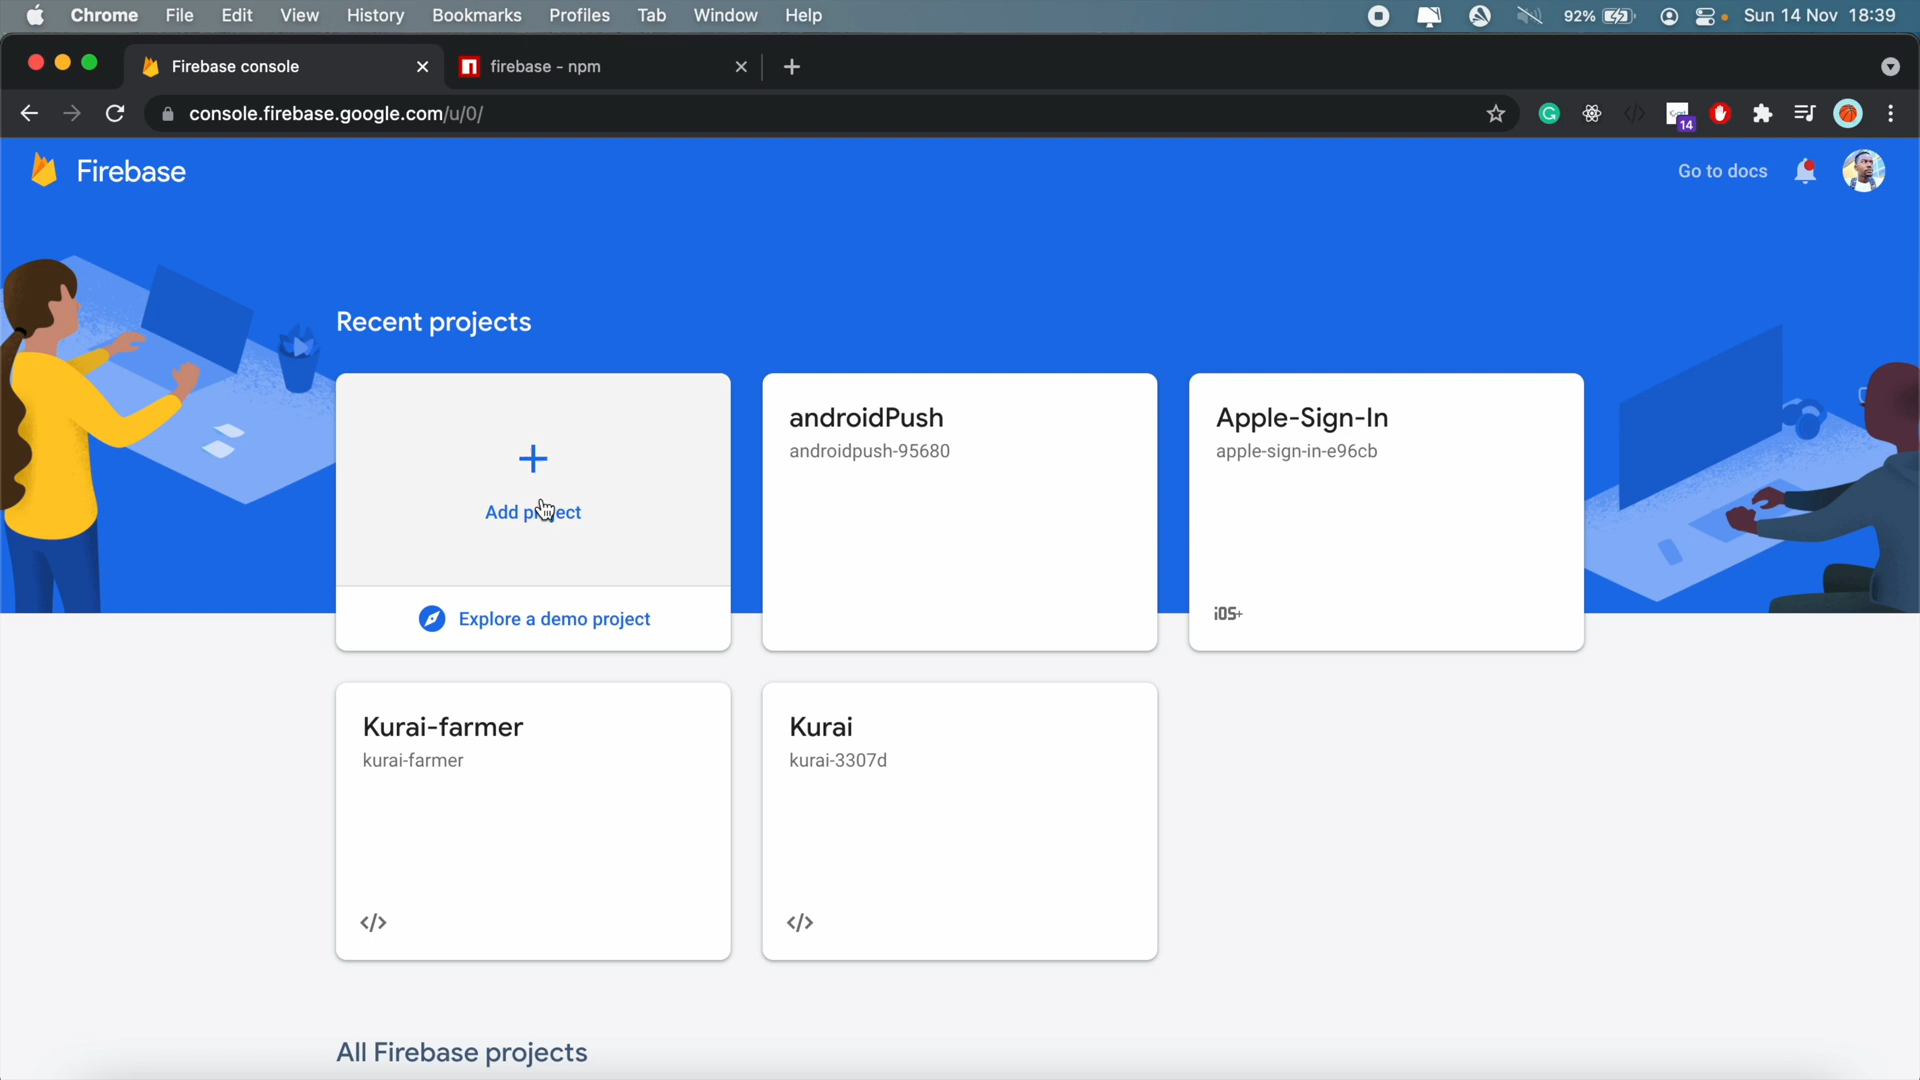 Chrome File Edit View History Bookmarks Profiles Tab Window Help 92% Sun 14 Nov 18:39
Firebase console firebase - npm
console.firebase.google.com/u/0/ 14
Firebase Go to docs
Recent projects
Add project
Explore a demo project
androidPush
androidpush-95680
Apple-Sign-In
apple-sign-in-e96cb
iOS+
Kurai-farmer
kurai-farmer
</>
Kurai
kurai-3307d
</>
All Firebase projects